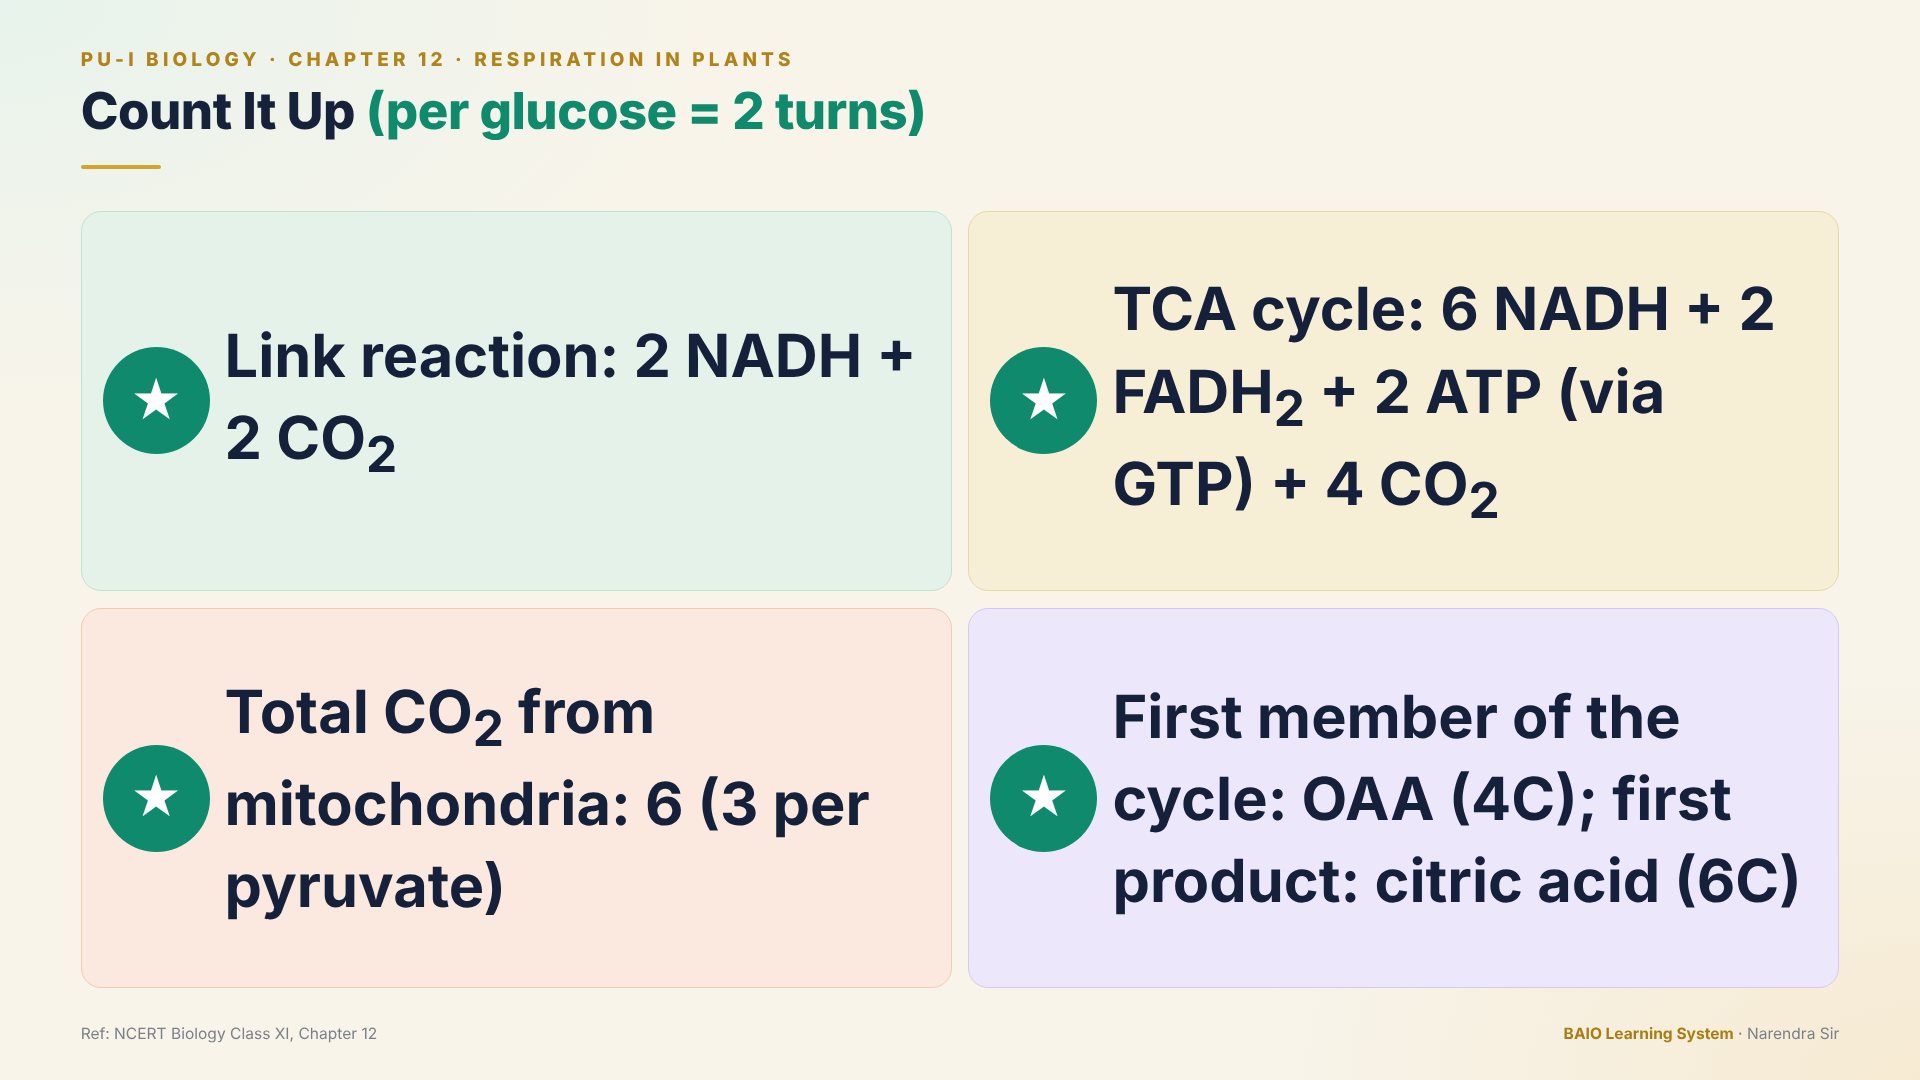 PU-I BIOLOGY · CHAPTER 12 · RESPIRATION IN PLANTS
Count It Up (per glucose = 2 turns)
★ Link reaction: 2 NADH +
2 CO₂
★ TCA cycle: 6 NADH + 2
FADH₂ + 2 ATP (via
GTP) + 4 CO₂
★ Total CO₂ from
mitochondria: 6 (3 per
pyruvate)
★ First member of the
cycle: OAA (4C); first
product: citric acid (6C)
Ref: NCERT Biology Class XI, Chapter 12
BAIO Learning System · Narendra Sir